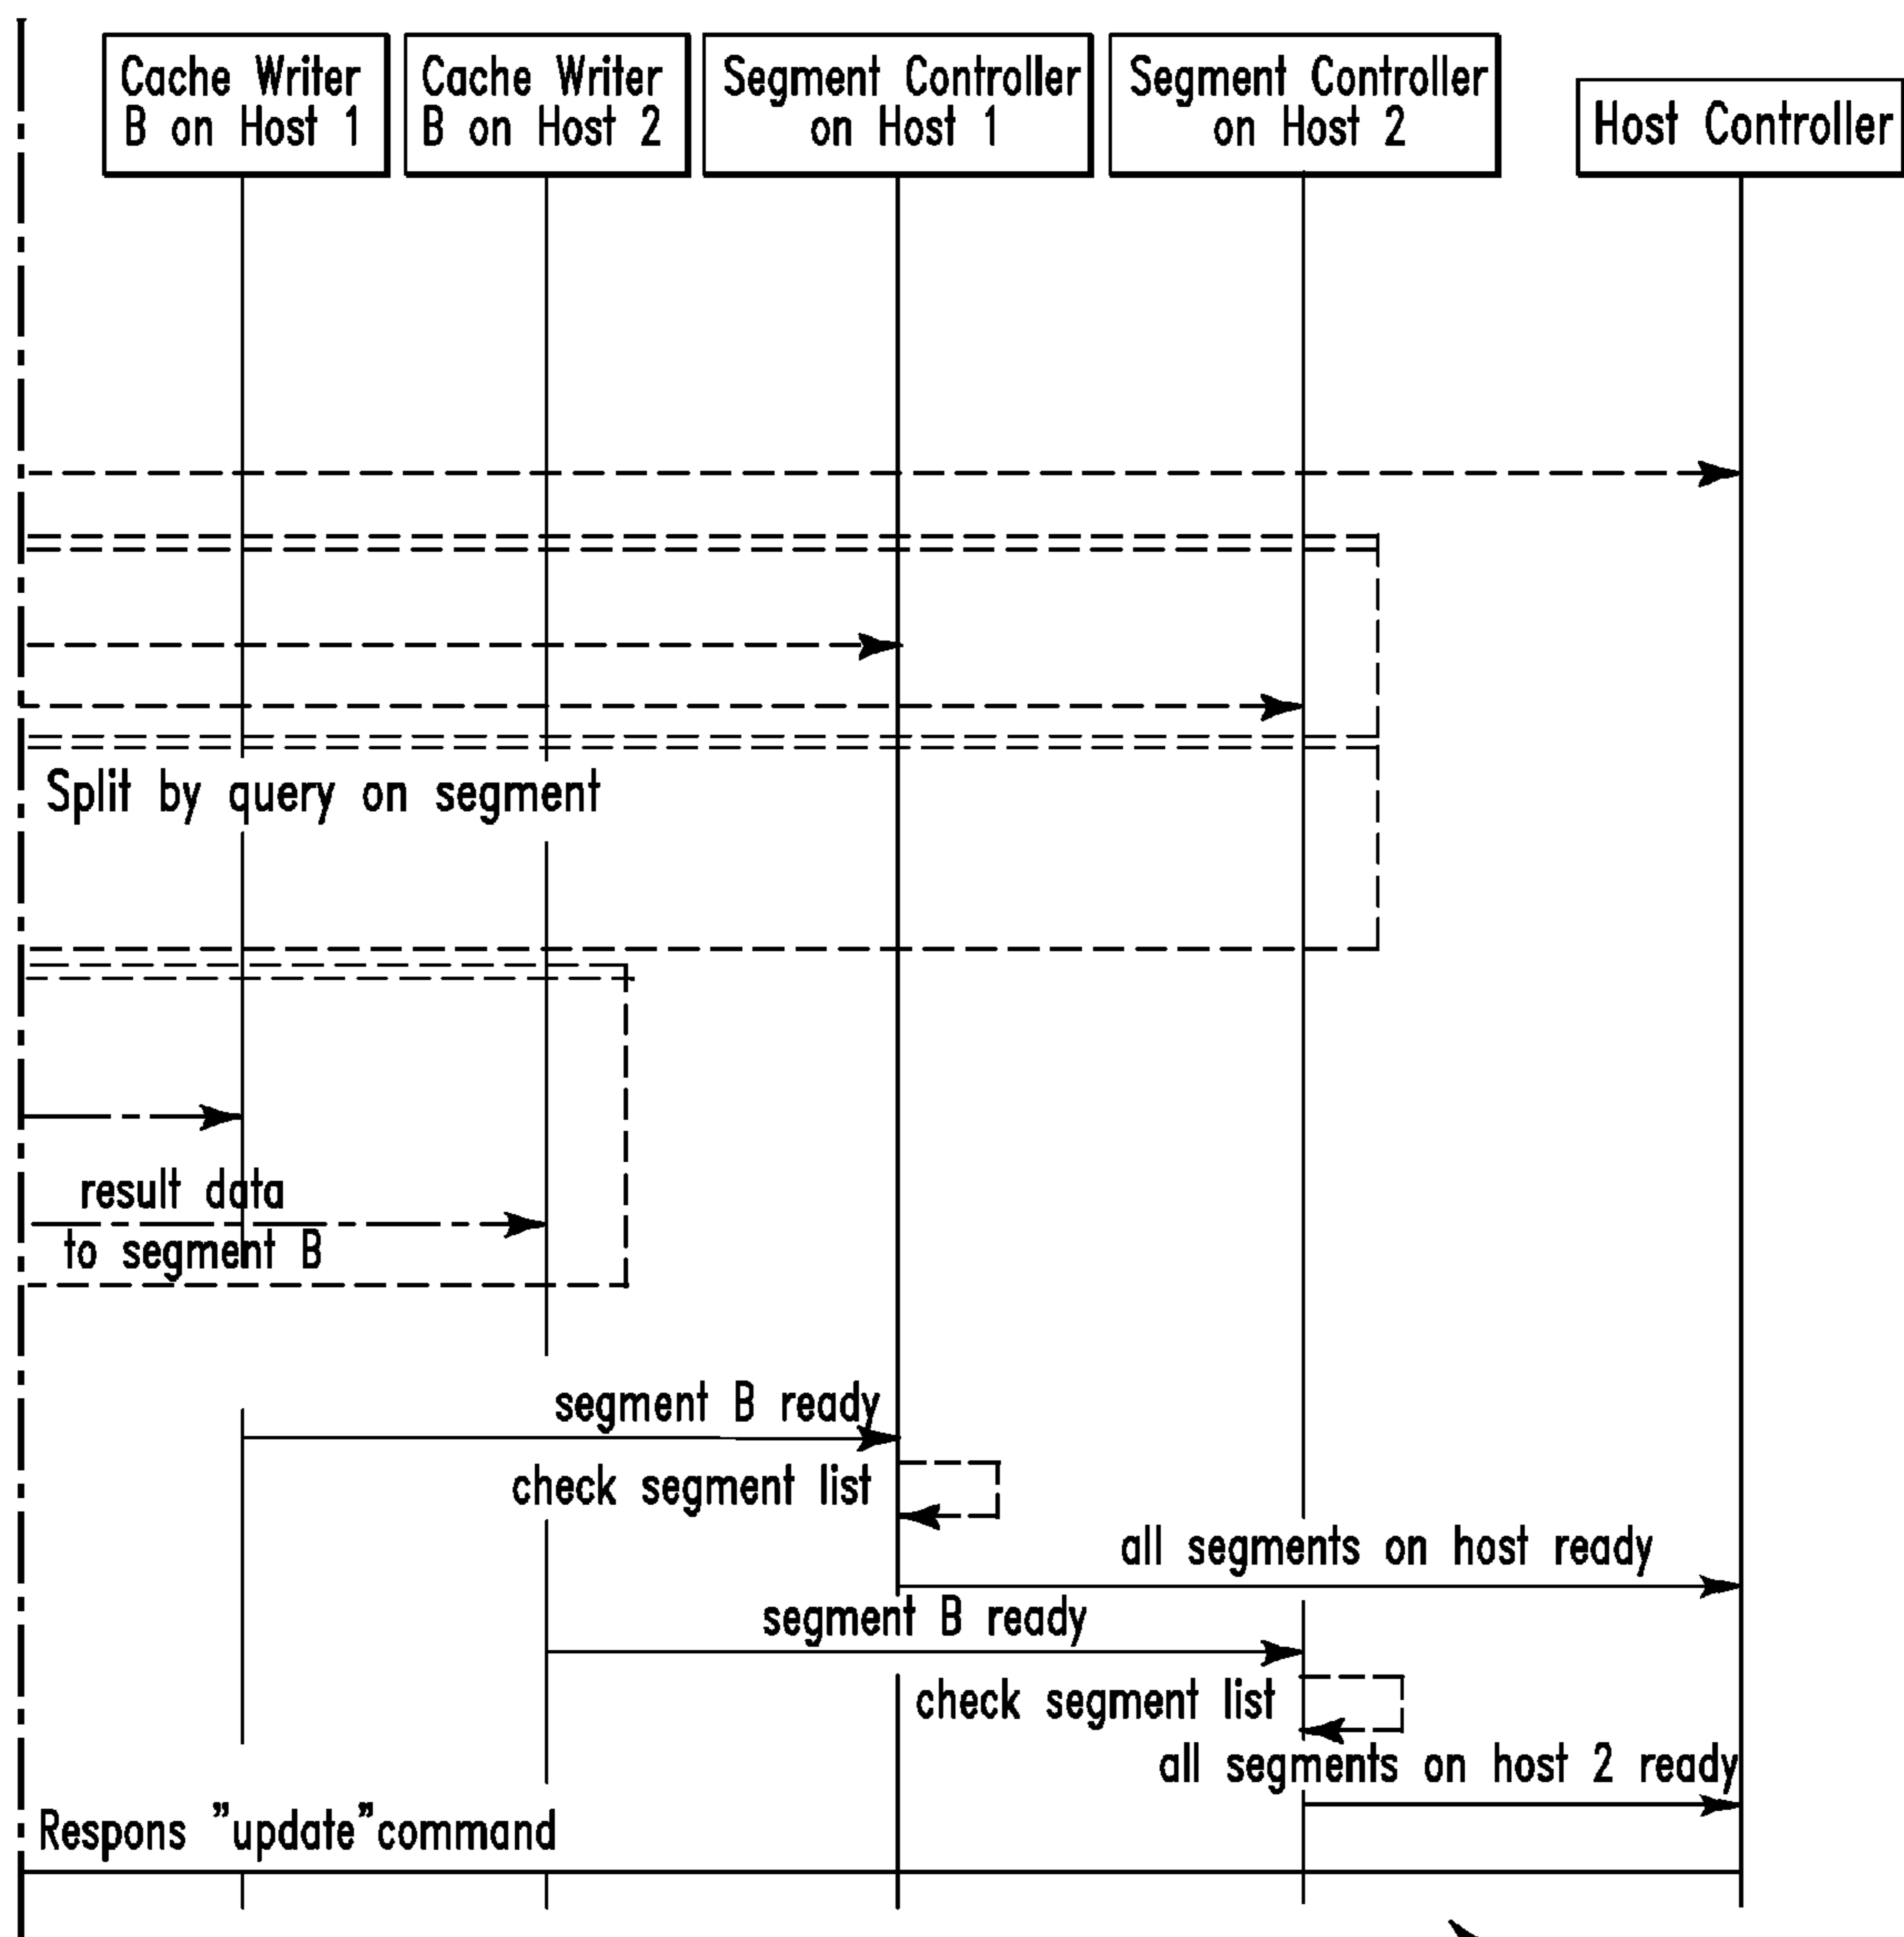 Cache Writer
B on Host 1
Cache Writer
B on Host 2
Segment Controller
on Host 1
Segment Controller
on Host 2
Host Controller
Split by query on segment
result data
to segment B
segment B ready
check segment list
all segments on host ready
segment B ready
check segment list
all segments on host 2 ready
Respons "update"command